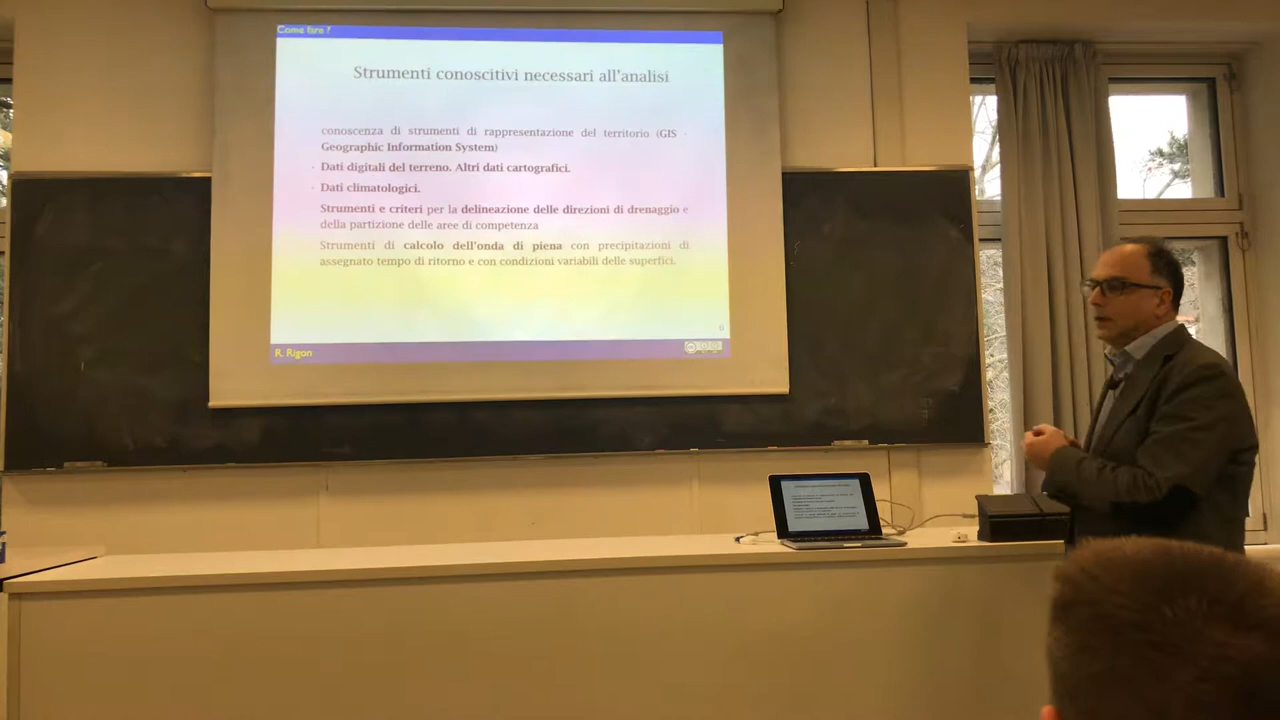 Come fare ?
Strumenti conoscitivi necessari all'analisi
conoscenza di strumenti di rappresentazione del territorio (GIS -
Geographic Information System)
· Dati digitali del terreno. Altri dati cartografici.
· Dati climatologici.
Strumenti e criteri per la delineazione delle direzioni di drenaggio e
della partizione delle aree di competenza
Strumenti di calcolo dell'onda di piena con precipitazioni di
assegnato tempo di ritorno e con condizioni variabili delle superfici.
6
R. Rigon